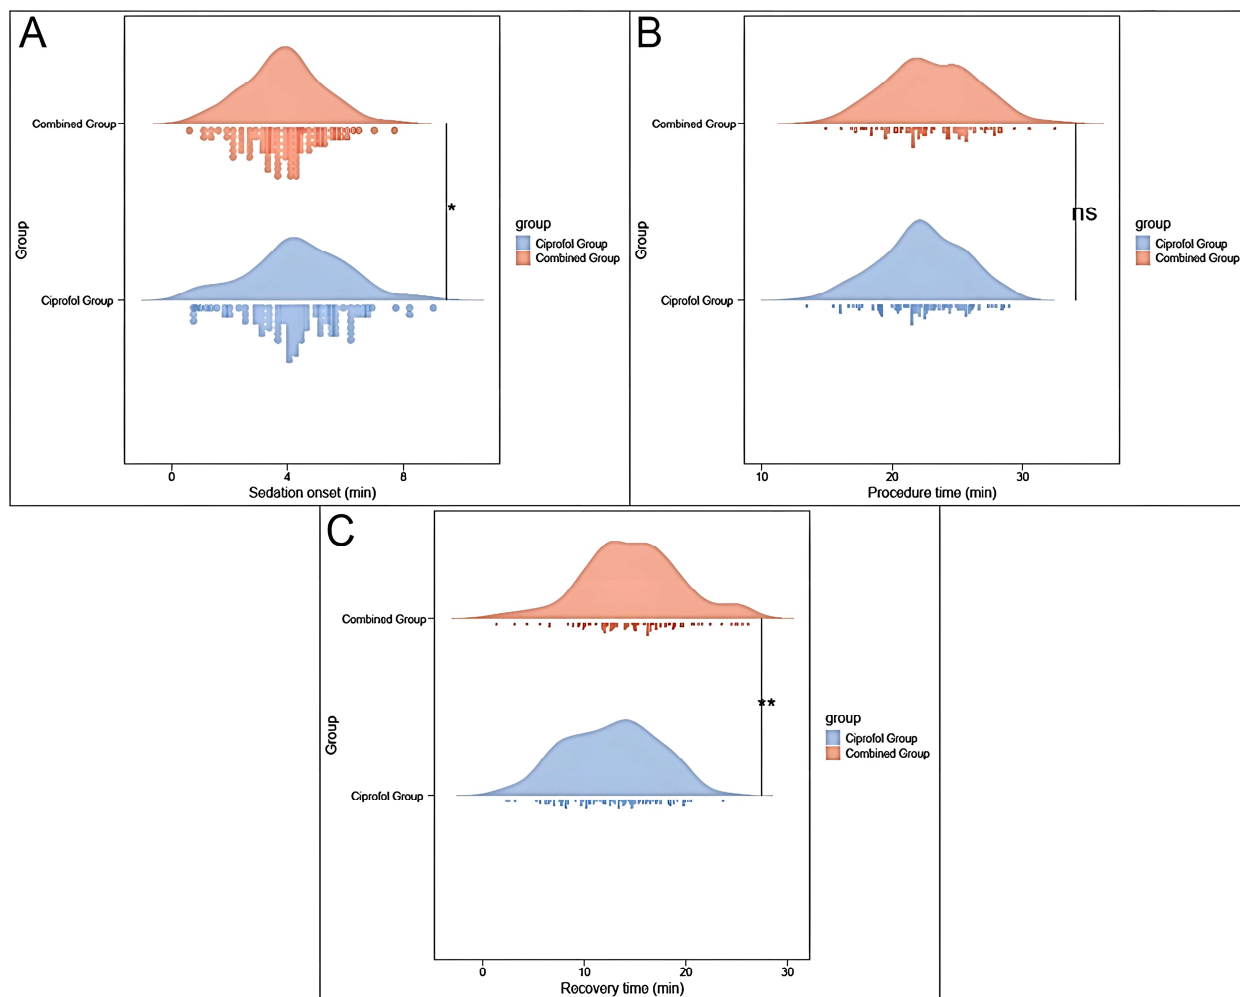 A
Combined Group
*
Group
Ciprofol Group
0 4 8
Sedation onset (min)
group
Ciprofol Group
Combined Group
B
Combined Group
ns
Group
Ciprofol Group
10 20 30
Procedure time (min)
group
Ciprofol Group
Combined Group
C
Combined Group
**
Group
Ciprofol Group
0 10 20 30
Recovery time (min)
group
Ciprofol Group
Combined Group